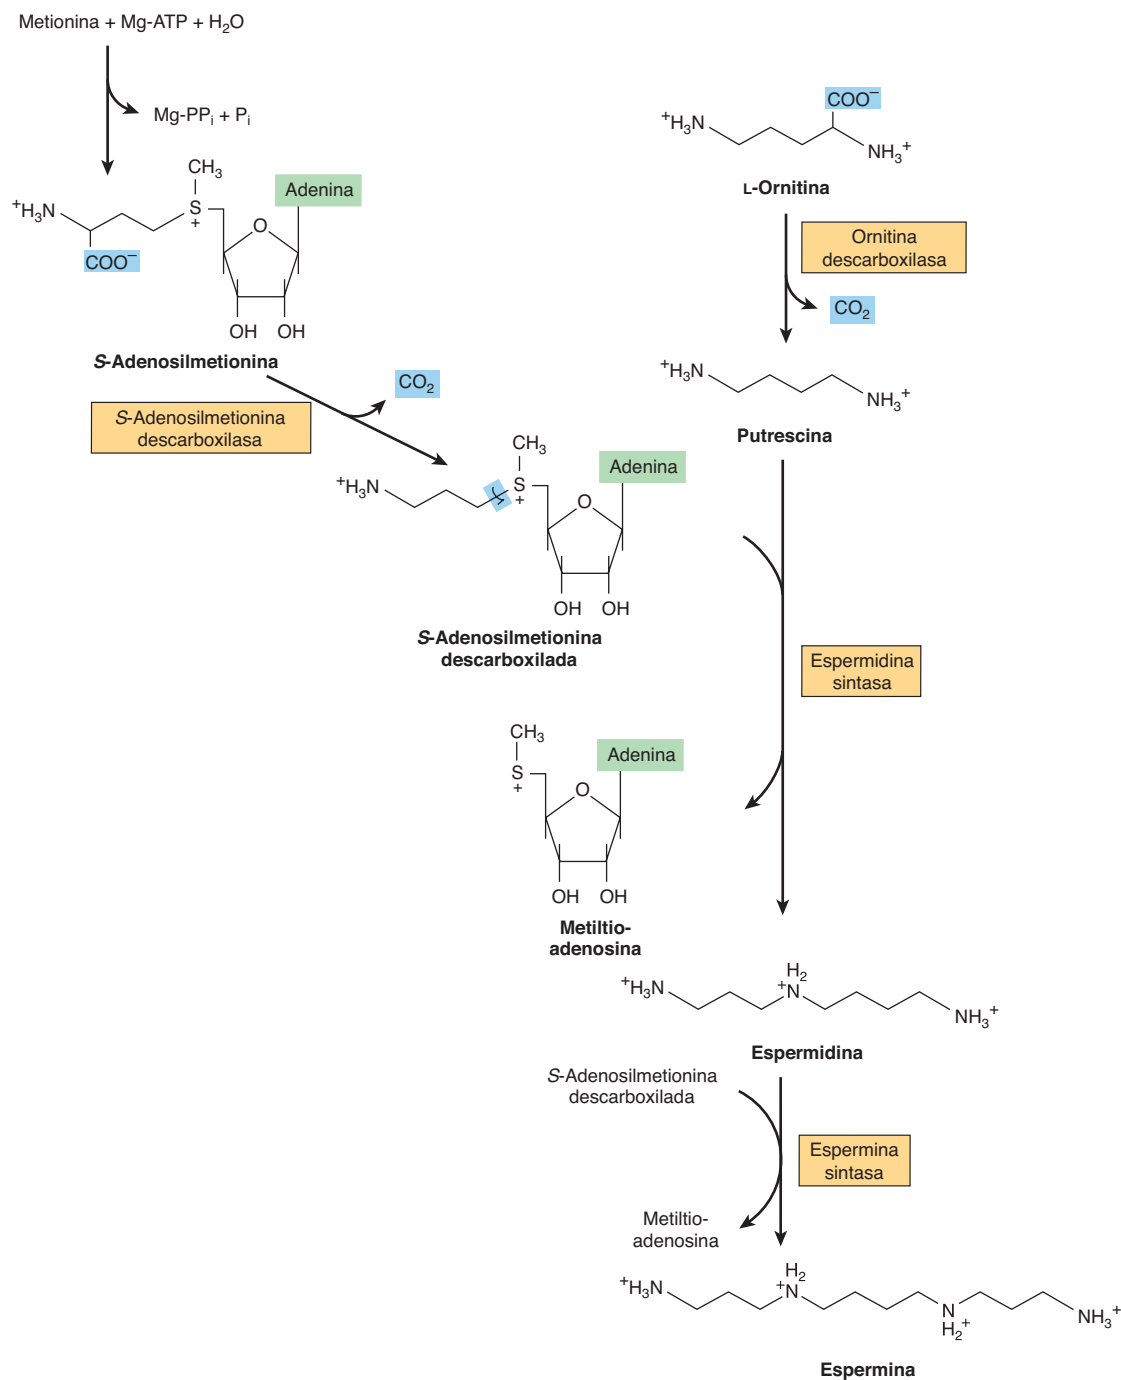 Metionina + Mg-ATP + H₂O
Mg-PPᵢ + Pᵢ
CH₃
Adenina
⁺H₃N
S
+
O
COO⁻
OH OH
S-Adenosilmetionina
S-Adenosilmetionina
descarboxilasa
CO₂
COO⁻
⁺H₃N
NH₃⁺
L-Ornitina
Ornitina
descarboxilasa
CO₂
⁺H₃N
NH₃⁺
Putrescina
CH₃
Adenina
⁺H₃N
S
+
O
OH OH
S-Adenosilmetionina
descarboxilada
Espermidina
sintasa
CH₃
Adenina
S
+
O
OH OH
Metiltio-
adenosina
H₂
⁺H₃N
⁺N
NH₃⁺
Espermidina
S-Adenosilmetionina
descarboxilada
Espermina
sintasa
Metiltio-
adenosina
H₂
⁺H₃N
⁺N
N
H₂⁺
NH₃⁺
Espermina